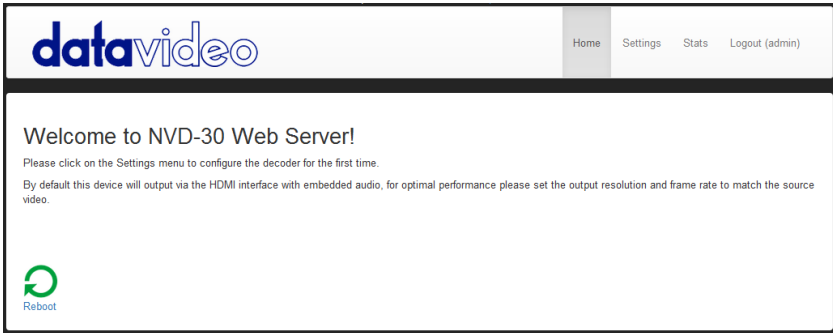 datavideo
Home Settings Stats Logout (admin)
Welcome to NVD-30 Web Server!
Please click on the Settings menu to configure the decoder for the first time.
By default this device will output via the HDMI interface with embedded audio, for optimal performance please set the output resolution and frame rate to match the source
video.
Reboot